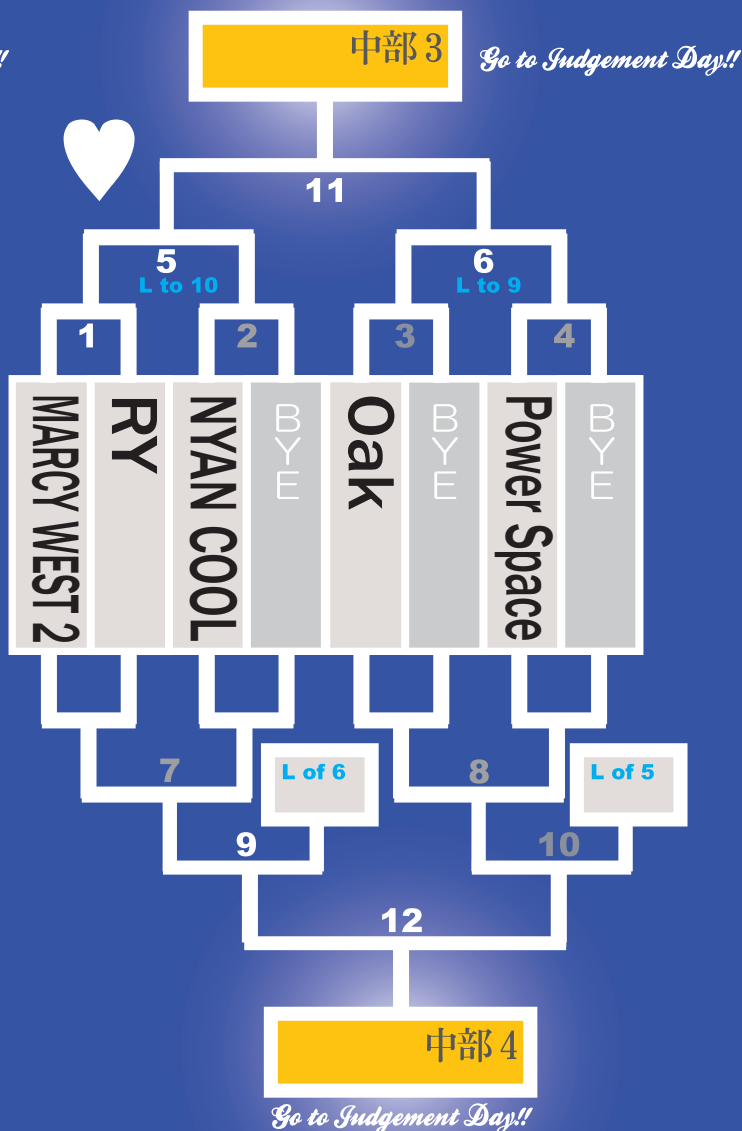 !!
中部 3
Go to Judgement Day!!
11
5
L to 10
6
L to 9
1
2
3
4
MARCY WEST 2
RY
NYAN COOL
BYE
Oak
BYE
Power Space
BYE
7
L of 6
8
L of 5
9
10
12
中部 4
Go to Judgement Day!!